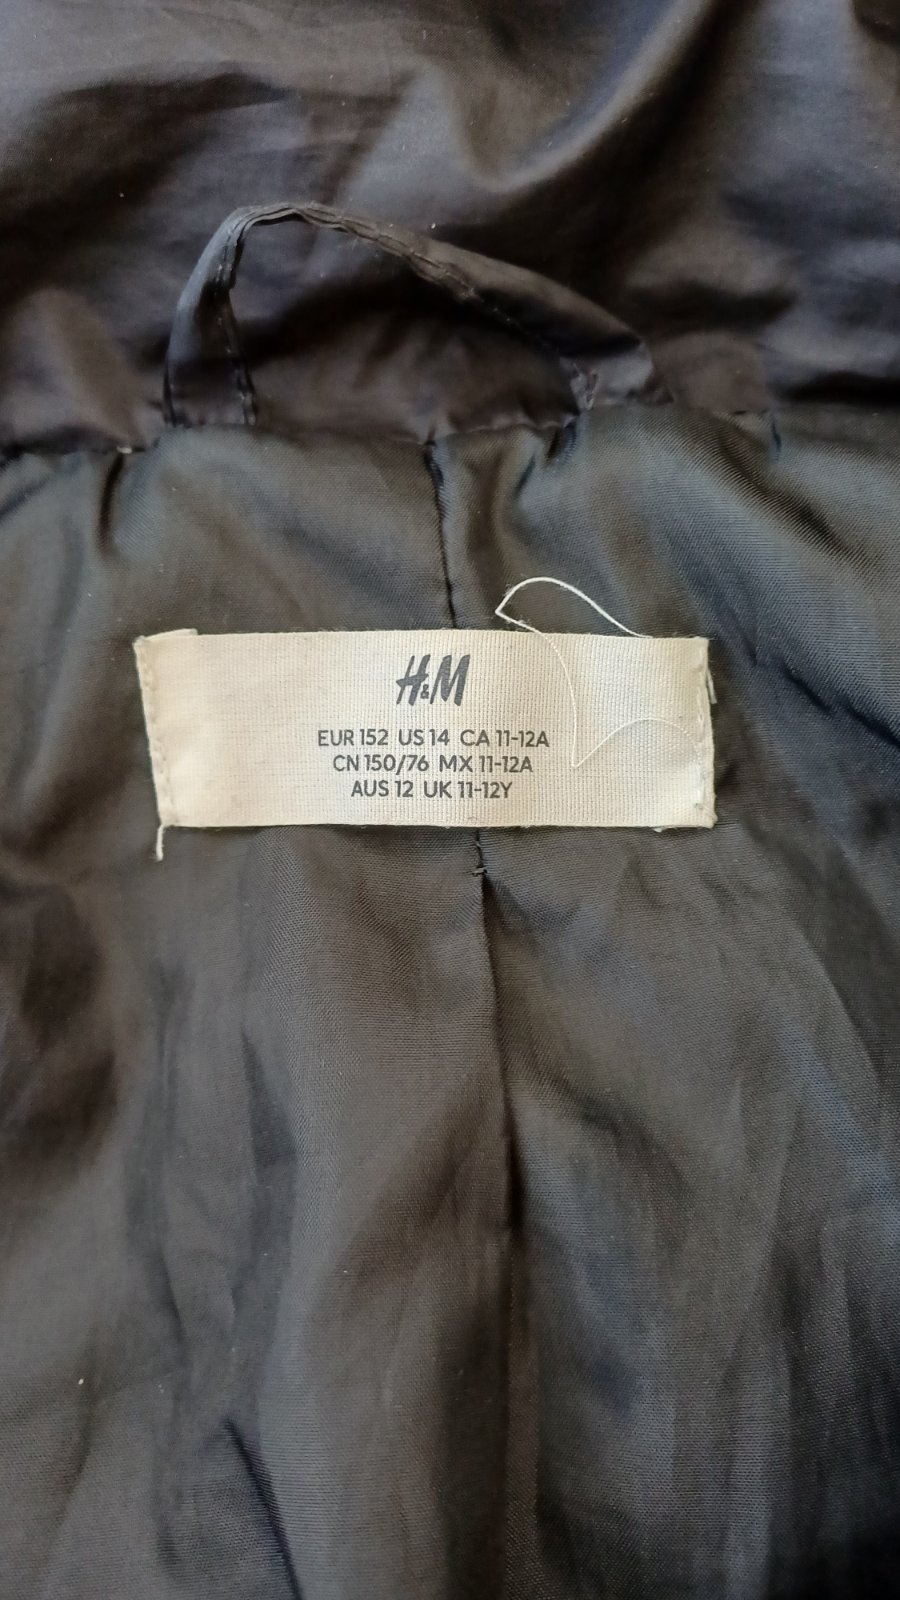 H&M
EUR 152 US 14 CA 11-12A
CN 150/76 MX 11-12A
AUS 12 UK 11-12Y